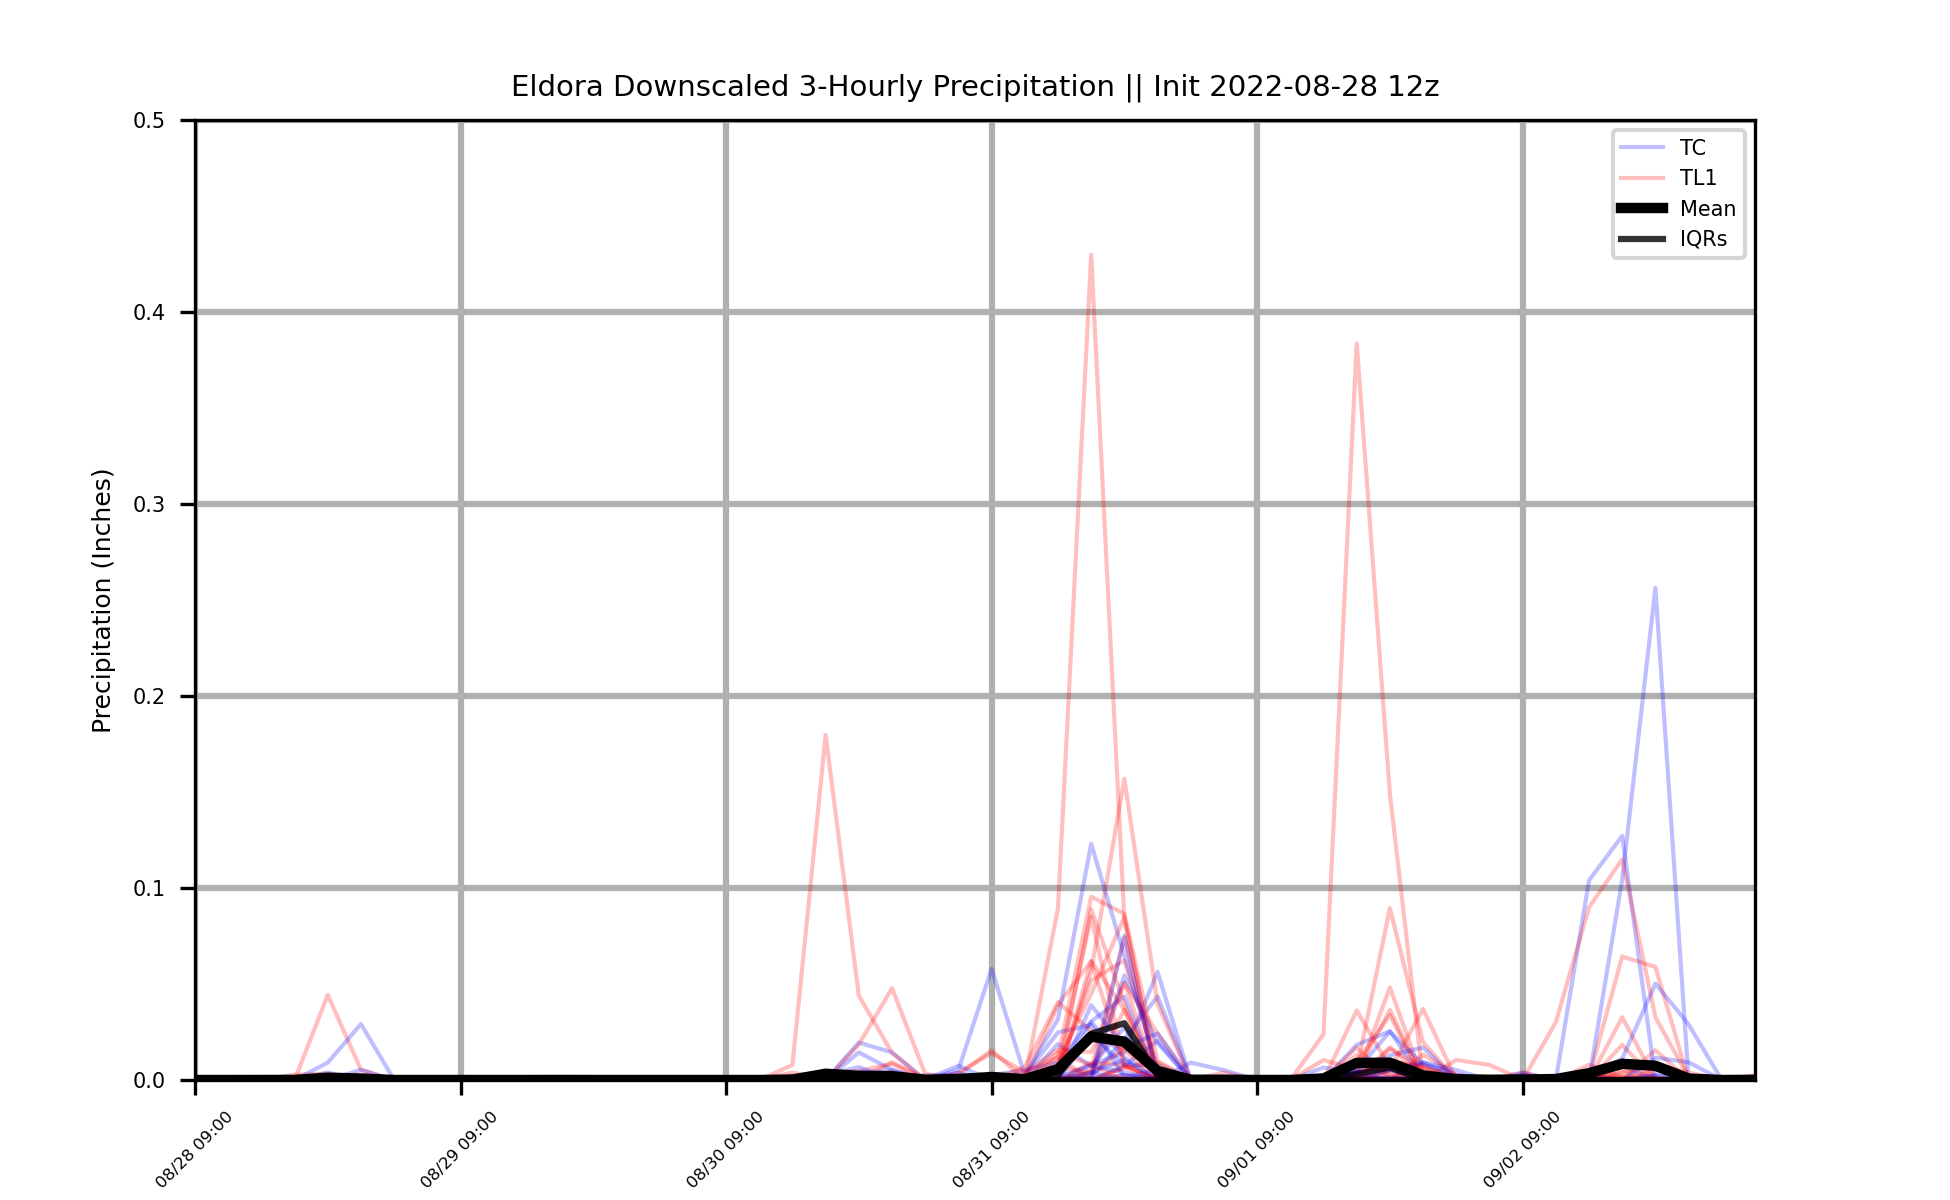 Eldora Downscaled 3-Hourly Precipitation || Init 2022-08-28 12z
Precipitation (Inches)
0.5
0.4
0.3
0.2
0.1
0.0
TC
TL1
Mean
IQRs
08/28 09:00
08/29 09:00
08/30 09:00
08/31 09:00
09/01 09:00
09/02 09:00